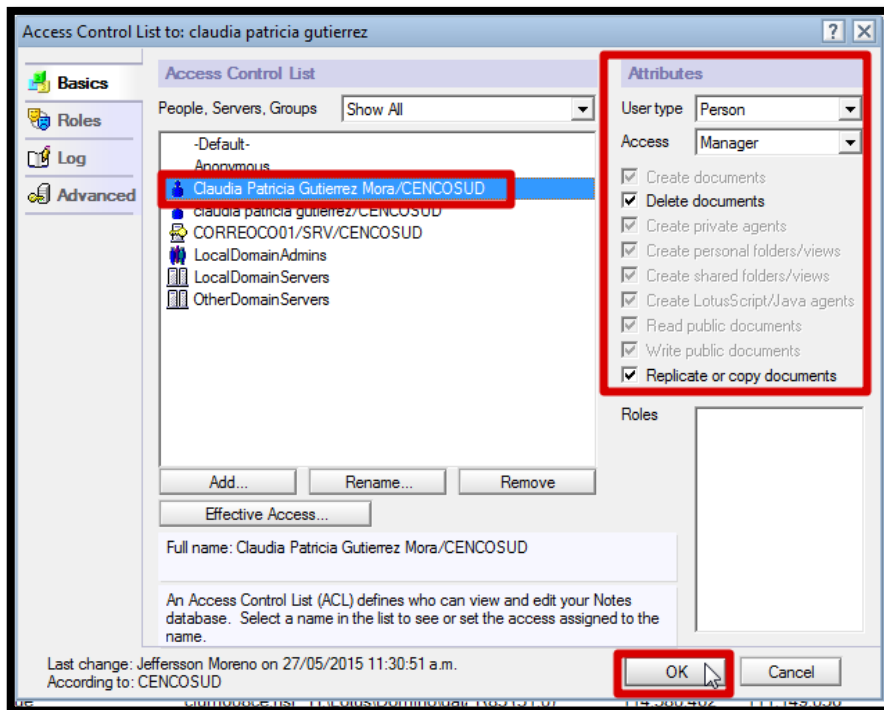 Access Control List to: claudia patricia gutierrez
?
Basics
Roles
Log
Advanced
Access Control List
People, Servers, Groups Show All
-Default-
Anonymous
Claudia Patricia Gutierrez Mora/CENCOSUD
claudia patricia gutierrez/CENCOSUD
CORREOCO01/SRV/CENCOSUD
LocalDomainAdmins
LocalDomainServers
OtherDomainServers
Add... Rename... Remove
Effective Access...
Full name: Claudia Patricia Gutierrez Mora/CENCOSUD
An Access Control List (ACL) defines who can view and edit your Notes
database. Select a name in the list to see or set the access assigned to the
name.
Attributes
User type Person
Access Manager
Create documents
Delete documents
Create private agents
Create personal folders/views
Create shared folders/views
Create LotusScript/Java agents
Read public documents
Write public documents
Replicate or copy documents
Roles
Last change: Jeffersson Moreno on 27/05/2015 11:30:51 a.m.
According to: CENCOSUD
OK Cancel